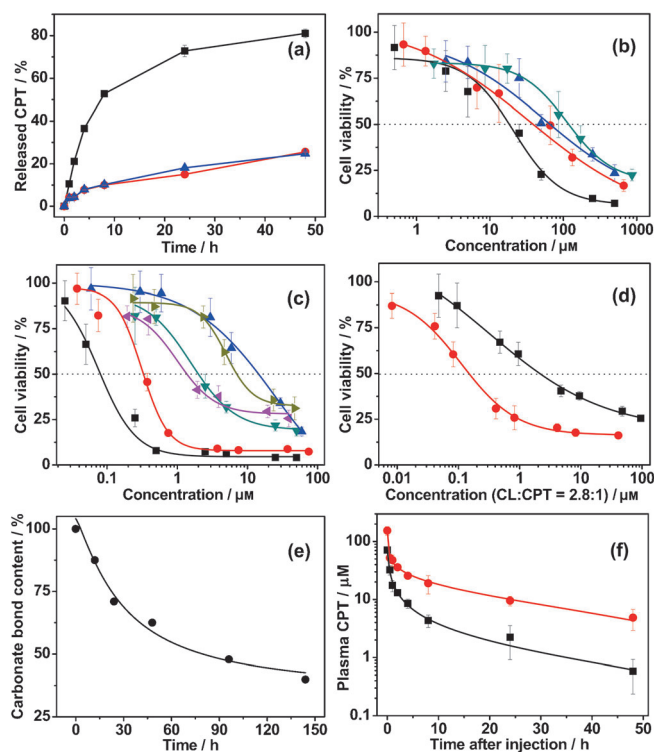 (a)
Released CPT / %
80
60
40
20
0
0 10 20 30 40 50
Time / h
(b)
Cell viability / %
100
75
50
25
0
1 10 100 1000
Concentration / µM
(c)
Cell viability / %
100
75
50
25
0
0.1 1 10 100
Concentration / µM
(d)
Cell viability / %
100
75
50
25
0
0.01 0.1 1 10 100
Concentration (CL:CPT = 2.8:1) / µM
(e)
Carbonate bond content / %
100
75
50
25
0 30 60 90 120 150
Time / h
(f)
Plasma CPT / µM
100
10
1
0.1
0 10 20 30 40 50
Time after injection / h